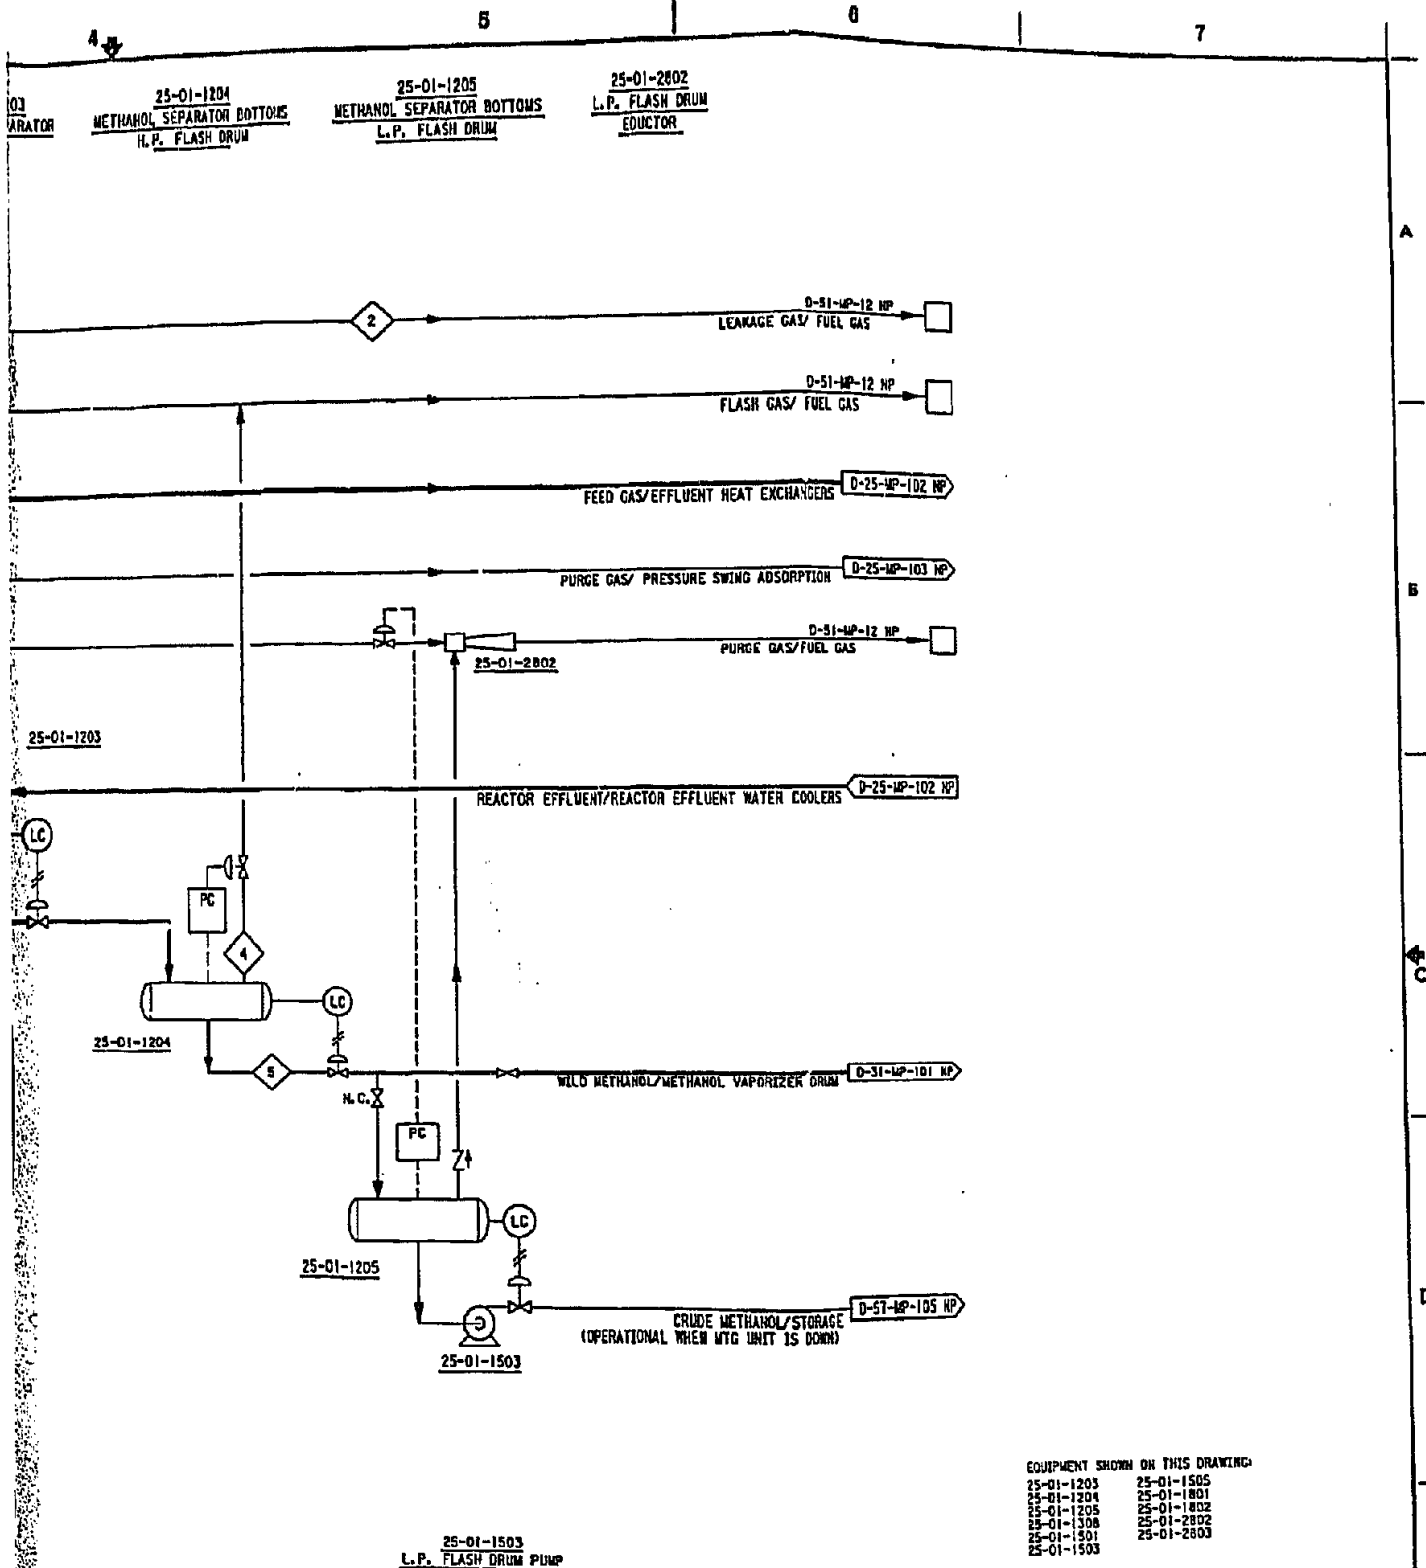 4
5
6
7
03
ARATOR
25-01-1204
METHANOL SEPARATOR BOTTOMS
H.P. FLASH DRUM
25-01-1205
METHANOL SEPARATOR BOTTOMS
L.P. FLASH DRUM
25-01-2802
L.P. FLASH DRUM
EDUCTOR
A
2
D-51-MP-12 NP
LEAKAGE GAS/ FUEL GAS
D-51-MP-12 NP
FLASH GAS/ FUEL GAS
FEED GAS/EFFLUENT HEAT EXCHANGERS
D-25-MP-102 NP
PURGE GAS/ PRESSURE SWING ADSORPTION
D-25-MP-103 NP
B
D-51-MP-12 NP
PURGE GAS/FUEL GAS
25-01-2802
25-01-1203
REACTOR EFFLUENT/REACTOR EFFLUENT WATER COOLERS
D-25-MP-102 NP
LC
PC
4
C
LC
25-01-1204
5
WILD METHANOL/METHANOL VAPORIZER DRUM
D-31-MP-101 NP
N.C.
PC
LC
25-01-1205
CRUDE METHANOL/STORAGE
(OPERATIONAL WHEN MTG UNIT IS DOWN)
D-57-MP-105 NP
25-01-1503
EQUIPMENT SHOWN ON THIS DRAWING:
25-01-1203 25-01-1505
25-01-1204 25-01-1801
25-01-1205 25-01-1802
25-01-1308 25-01-2802
25-01-1501 25-01-2803
25-01-1503
25-01-1503
L.P. FLASH DRUM PUMP